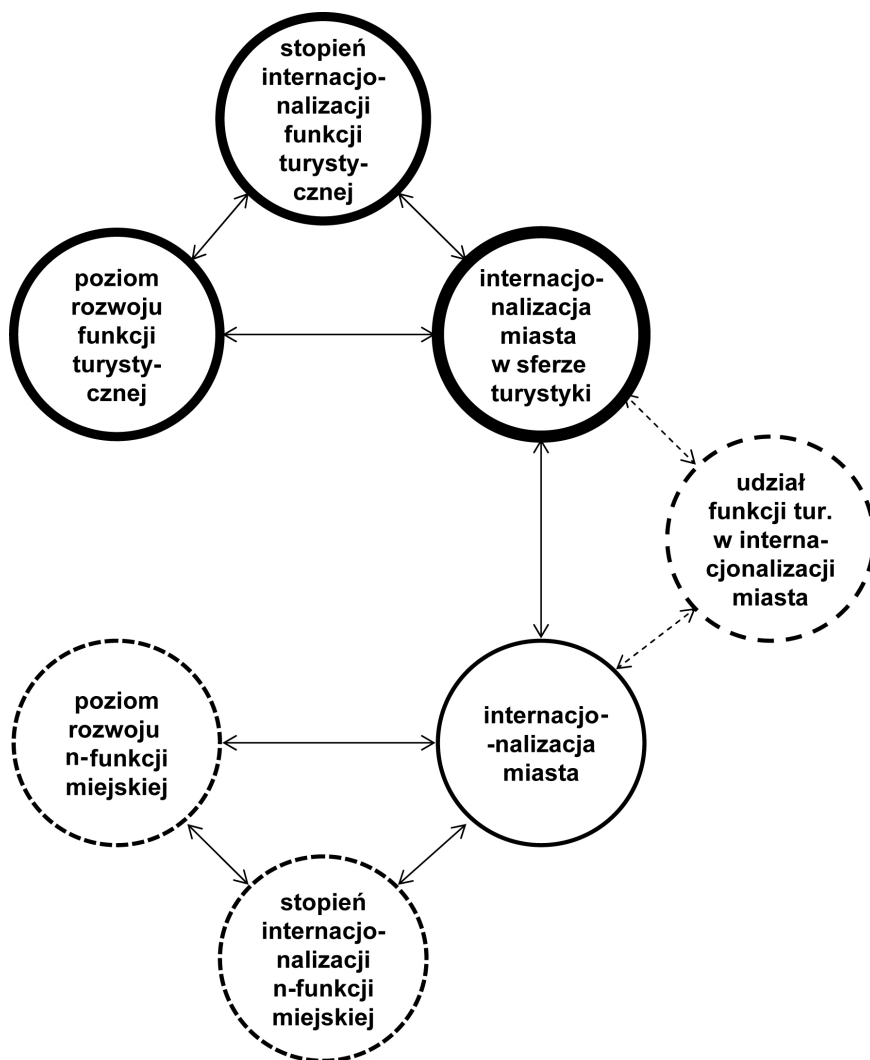 stopień
internacjo-
nalizacji
funkcji
turysty-
cznej
poziom
rozwoju
funkcji
turysty-
cznej
internacjo-
nalizacja
miasta
w sferze
turystyki
udział
funkcji tur.
w interna-
cjonalizacji
miasta
poziom
rozwoju
n-funkcji
miejskiej
internacjo-
-nalizacja
miasta
stopień
internacjo-
nalizacji
n-funkcji
miejskiej